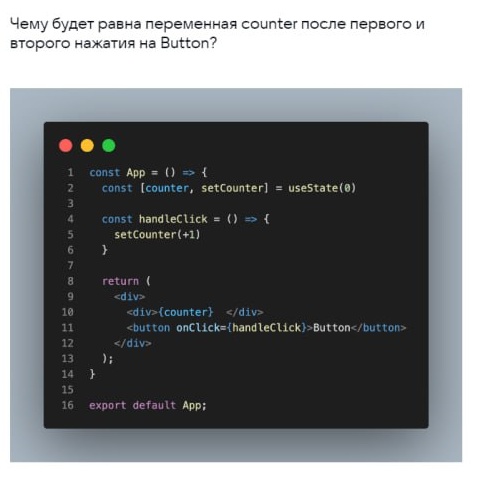 Чему будет равна переменная counter после первого и
второго нажатия на Button?
1 const App = () => {
2   const [counter, setCounter] = useState(0)
3
4   const handleClick = () => {
5     setCounter(+1)
6   }
7
8   return (
9     <div>
10       <div>{counter}  </div>
11       <button onClick={handleClick}>Button</button>
12     </div>
13   );
14 }
15
16 export default App;